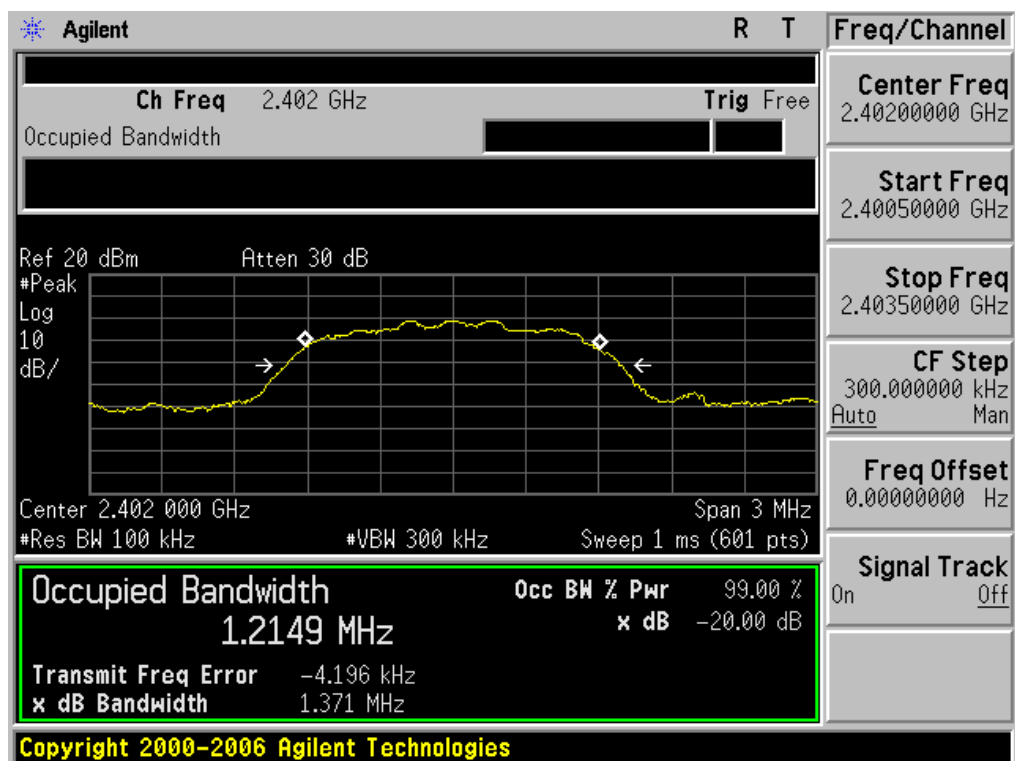 Agilent R T Freq/Channel
Ch Freq 2.402 GHz Trig Free
Occupied Bandwidth
Center Freq
2.40200000 GHz
Start Freq
2.40050000 GHz
Stop Freq
2.40350000 GHz
CF Step
300.000000 kHz
Auto Man
Freq Offset
0.00000000 Hz
Signal Track
On Off
Ref 20 dBm Atten 30 dB
#Peak
Log
10
dB/
Center 2.402 000 GHz Span 3 MHz
#Res BW 100 kHz #VBW 300 kHz Sweep 1 ms (601 pts)
Occupied Bandwidth Occ BW % Pwr 99.00 %
1.2149 MHz x dB -20.00 dB
Transmit Freq Error -4.196 kHz
x dB Bandwidth 1.371 MHz
Copyright 2000-2006 Agilent Technologies